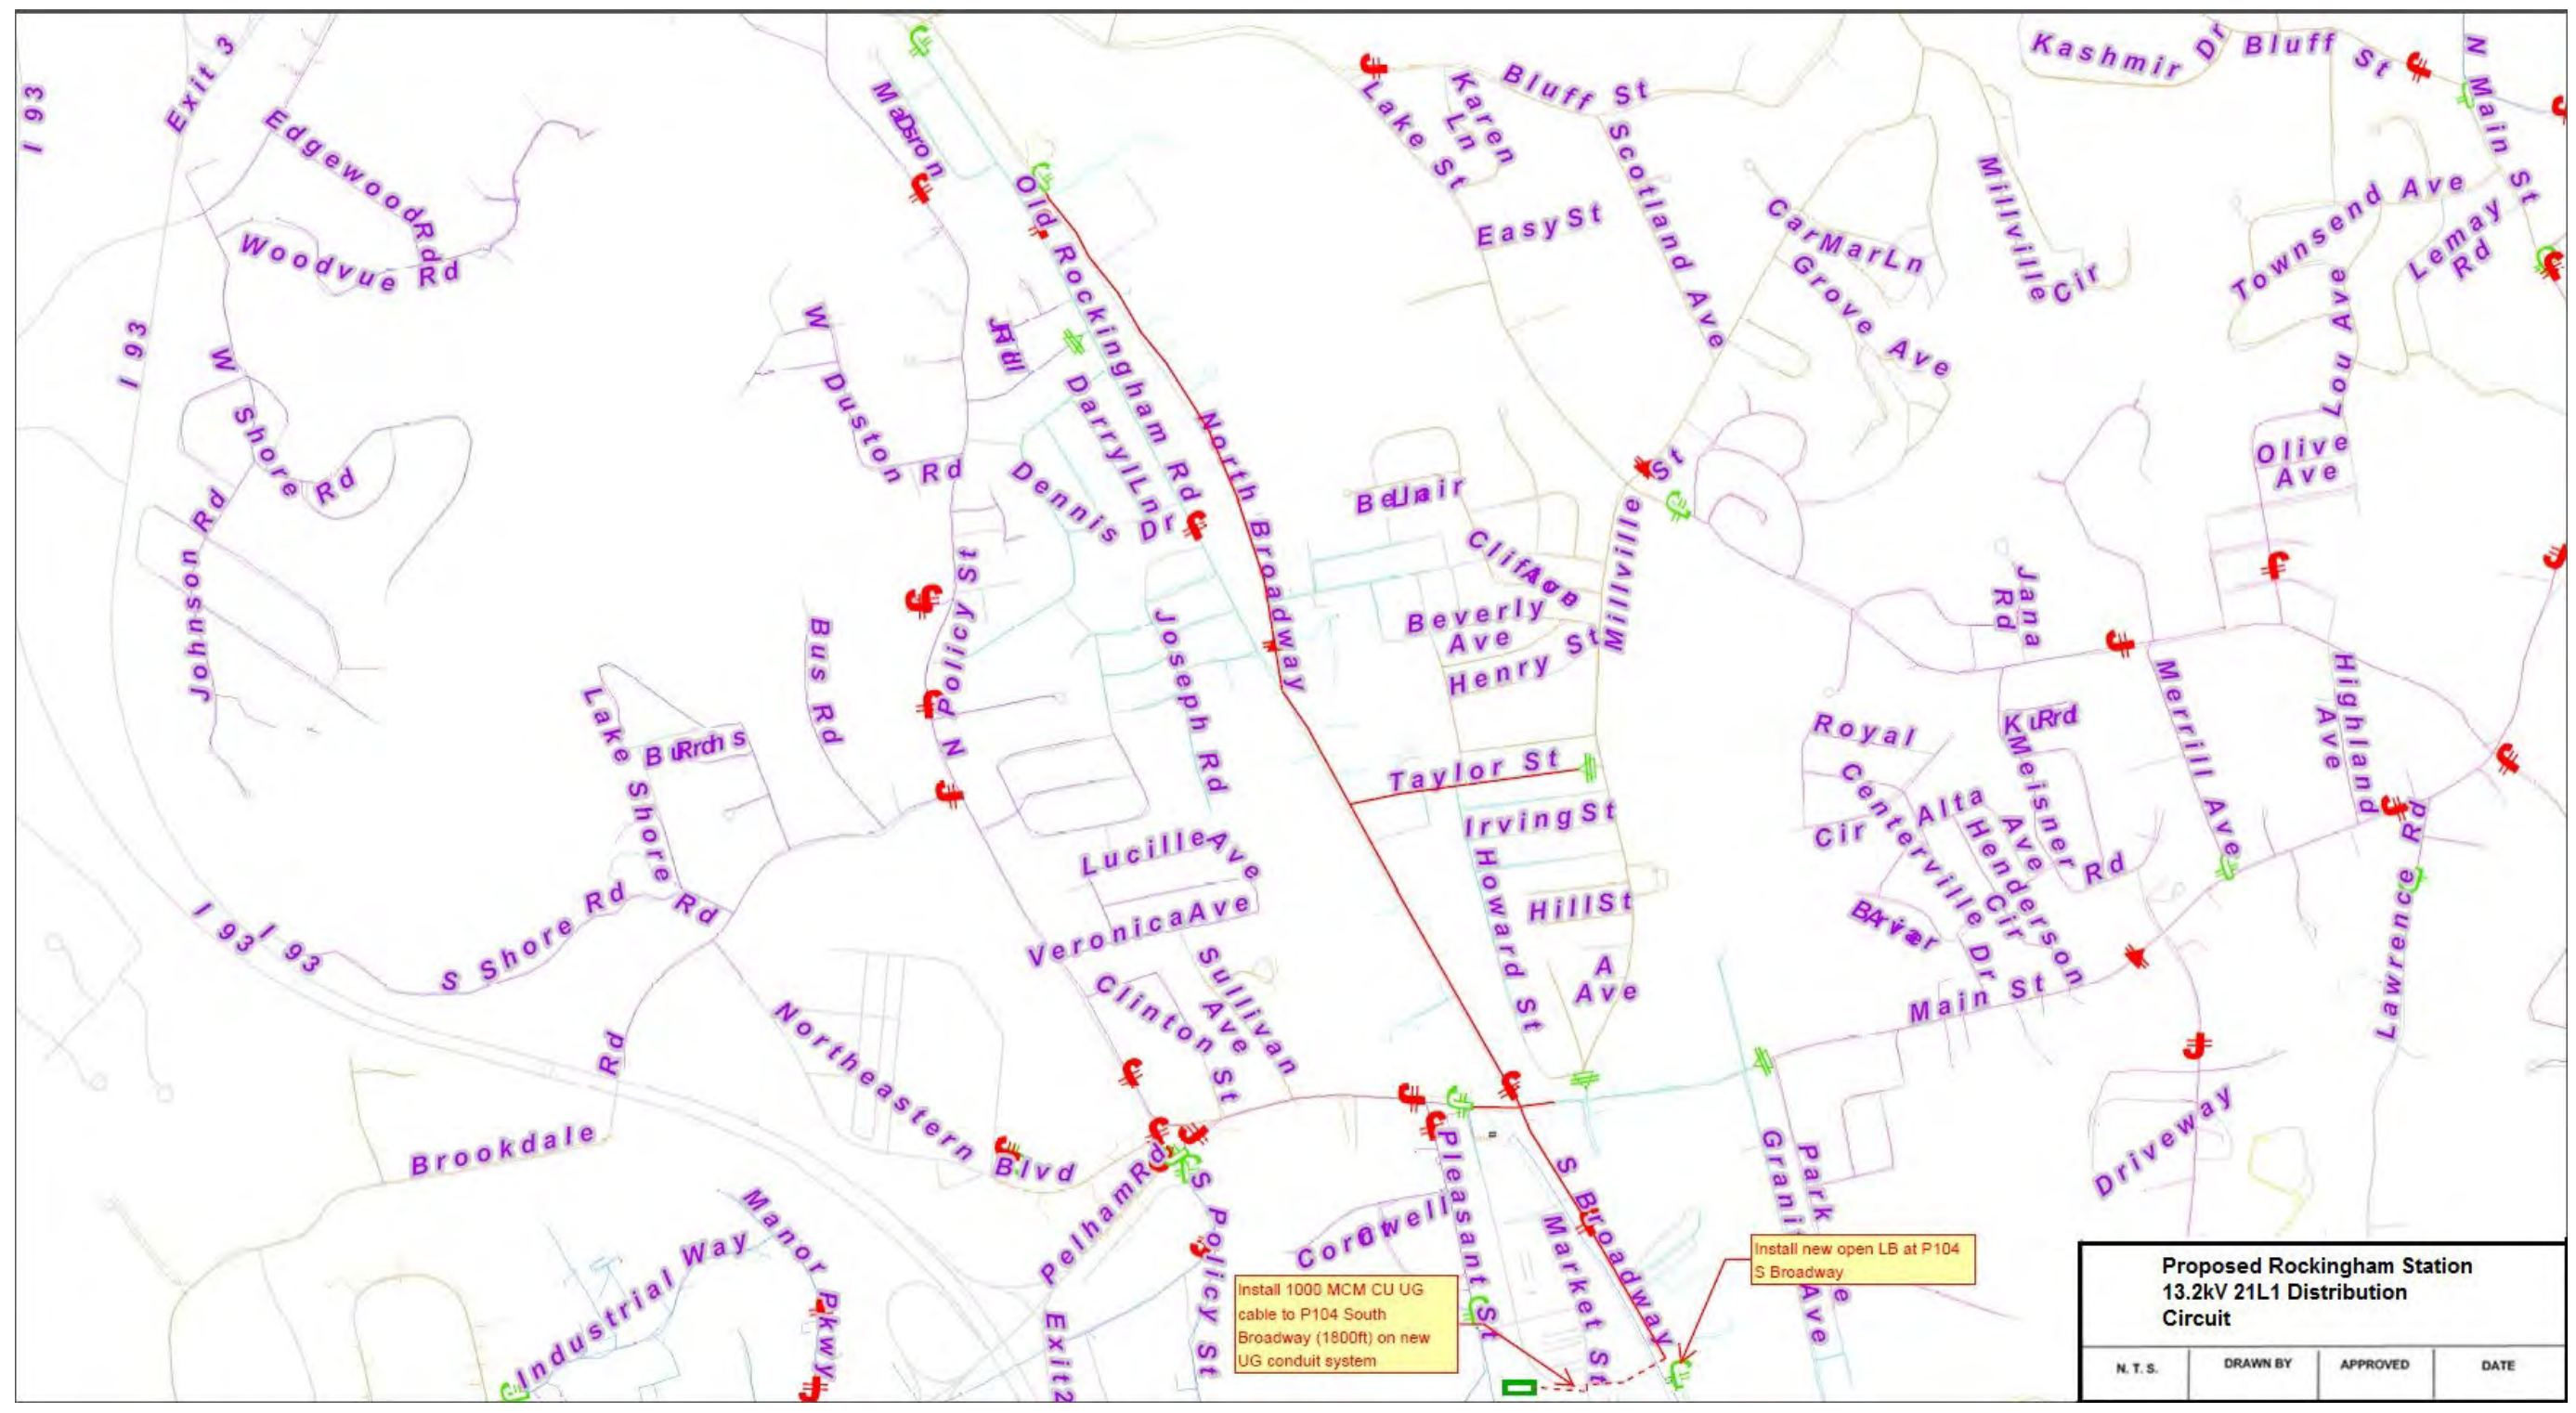 I 93
Exit 3
Edgewood Rd
Woodvue Rd
I 93
W Shore Rd
Johnson Rd
W Duston Rd
Old Rockingham Rd
North Broadway
Darryl Ln
Dennis Dr
N Policy St
Bns Rd
Joseph Rd
Lake Shore Rd
S Shore Rd
I 93
I 93
Lucille Ave
Veronica Ave
Clinton St
Sullivan Ave
Northeastern Blvd
Brookdale Rd
Pelham Rd
S Policy St
Industrial Way
Manor Pkwy
Exit 2
Lake St
Karen Ln
Bluff St
Easy St
Scotland Ave
CarMar Ln
Grove Ave
Millville Cir
Kashmir Dr
Bluff St
N Main St
Townsend Ave
Lemay Rd
Lou Ave
Olive Ave
Millville St
Beverly Ave
Henry St
Taylor St
Irving St
Howard St
Hill St
A Ave
Jana Rd
Royal Cir
Centerville Dr
Alta Ave
Meisner Rd
Henderson Cir
Merrill Ave
Highland Ave
Lawrence Rd
Main St
Driveway
Pleasant St
Market St
S Broadway
Park Ave
Install 1000 MCM CU UG
cable to P104 South
Broadway (1800ft) on new
UG conduit system
Install new open LB at P104
S Broadway
Proposed Rockingham Station
13.2kV 21L1 Distribution
Circuit
N. T. S.
DRAWN BY
APPROVED
DATE